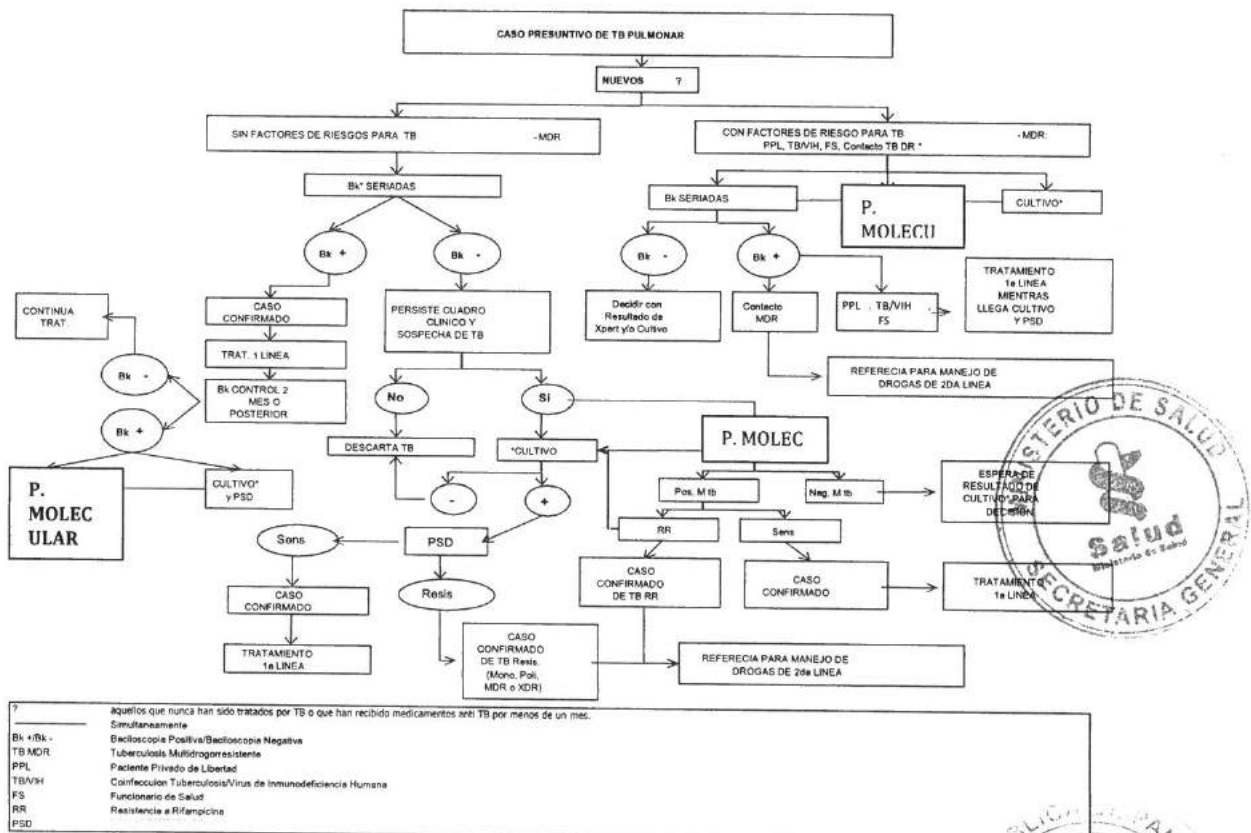 CASO PRESUNTIVO DE TB PULMONAR
NUEVOS ?
SIN FACTORES DE RIESGOS PARA TB -MDR
CON FACTORES DE RIESGO PARA TB -MDR:
PPL, TB/VIH, FS, Contacto TB DR *
Bk* SERIADAS
Bk SERIADAS
P.
MOLECU
CULTIVO*
Bk +
Bk -
Bk -
Bk +
CONTINUA
TRAT.
CASO
CONFIRMADO
PERSISTE CUADRO
CLINICO Y
SOSPECHA DE TB
Decidir con
Resultado de
Xpert y/o Cultivo
Contacto
MDR
PPL . TB/VIH
FS
TRATAMIENTO
1a LINEA
MIENTRAS
LLEGA CULTIVO
Y PSD
TRAT. 1 LINEA
Bk -
Bk CONTROL 2
MES O
POSTERIOR
No
Si
REFERECIA PARA MANEJO DE
DROGAS DE 2DA LINEA
Bk +
DESCARTA TB
*CULTIVO
P. MOLEC
P.
MOLEC
ULAR
CULTIVO*
y PSD
-
+
Pos. M tb
Neg. M tb
ESPERA DE
RESULTADO DE
CULTIVO* PARA
DECISION
Sens
PSD
RR
Sens
CASO
CONFIRMADO
Resis
CASO
CONFIRMADO
DE TB RR
CASO
CONFIRMADO
TRATAMIENTO
1a LINEA
TRATAMIENTO
1a LINEA
CASO
CONFIRMADO
DE TB Resis.
(Mono. Poli.
MDR o XDR)
REFERECIA PARA MANEJO DE
DROGAS DE 2da LINEA
MINISTERIO DE SALUD
Salud
Ministerio de Salud
SECRETARIA GENERAL
? aquellos que nunca han sido tratados por TB o que han recibido medicamentos anti TB por menos de un mes.
Simultaneamente
Bk +/Bk - Baciloscopia Positiva/Baciloscopia Negativa
TB MDR Tuberculosis Multidrogorresistente
PPL Paciente Privado de Libertad
TB/VIH Coinfeccuion Tuberculosis/Virus de Inmunodeficiencia Humana
FS Funcionario de Salud
RR Resistencia a Rifampicina
PSD